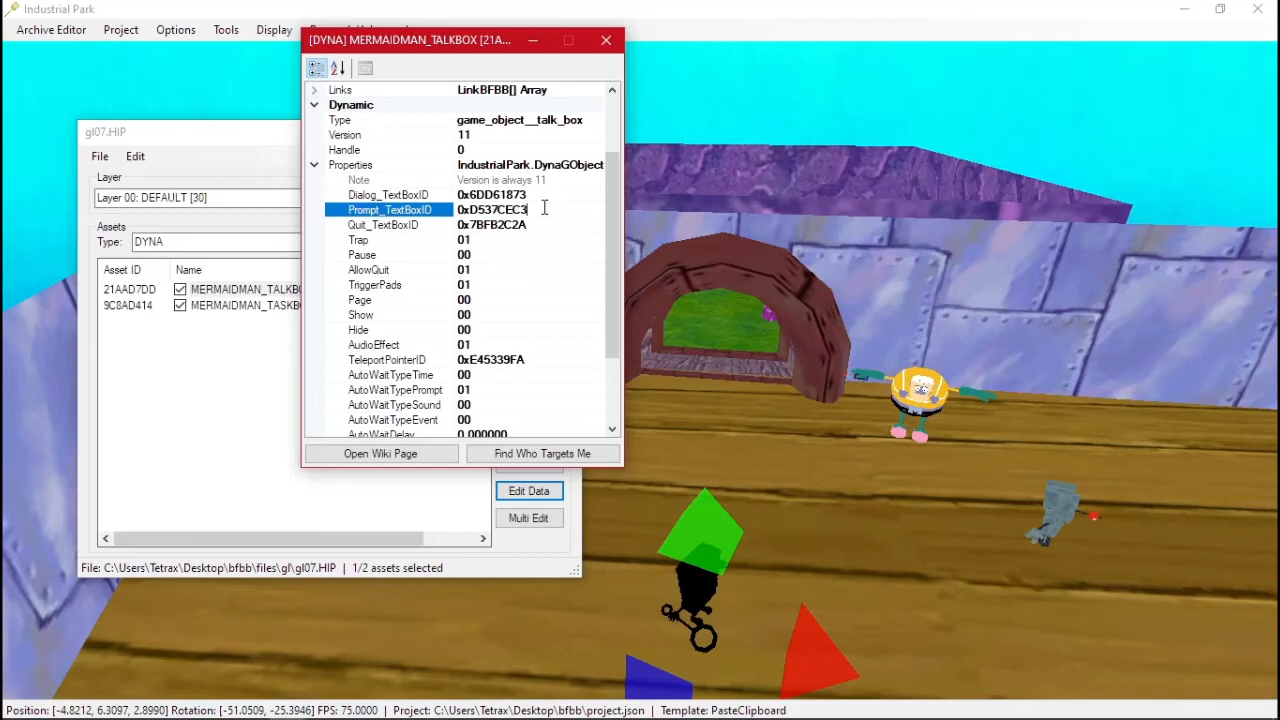 Industrial Park
Archive Editor Project Options Tools Display
[DYNA] MERMAIDMAN_TALKBOX [21A...
gl07.HIP
File Edit
Layer
Layer 00: DEFAULT [30]
Assets
Type: DYNA
Asset ID Name
21AAD7DD MERMAIDMAN_TALKBO
9C8AD414 MERMAIDMAN_TASKB
Links LinkBFBB[] Array
Dynamic
Type game_object__talk_box
Version 11
Handle 0
Properties IndustrialPark.DynaGObject
Note Version is always 11
Dialog_TextBoxID 0x6DD61873
Prompt_TextBoxID 0xD537CEC3
Quit_TextBoxID 0x7BFB2C2A
Trap 01
Pause 00
AllowQuit 01
TriggerPads 01
Page 00
Show 00
Hide 00
AudioEffect 01
TeleportPointerID 0xE45339FA
AutoWaitTypeTime 00
AutoWaitTypePrompt 01
AutoWaitTypeSound 00
AutoWaitTypeEvent 00
AutoWaitDelay 0.000000
Open Wiki Page Find Who Targets Me
Edit Data
Multi Edit
File: C:\Users\Tetrax\Desktop\bfbb\files\gl\gl07.HIP | 1/2 assets selected
Position: [-4.8212, 6.3097, 2.8990] Rotation: [-51.0509, -25.3946] FPS: 75.0000 | Project: C:\Users\Tetrax\Desktop\bfbb\project.json | Template: PasteClipboard